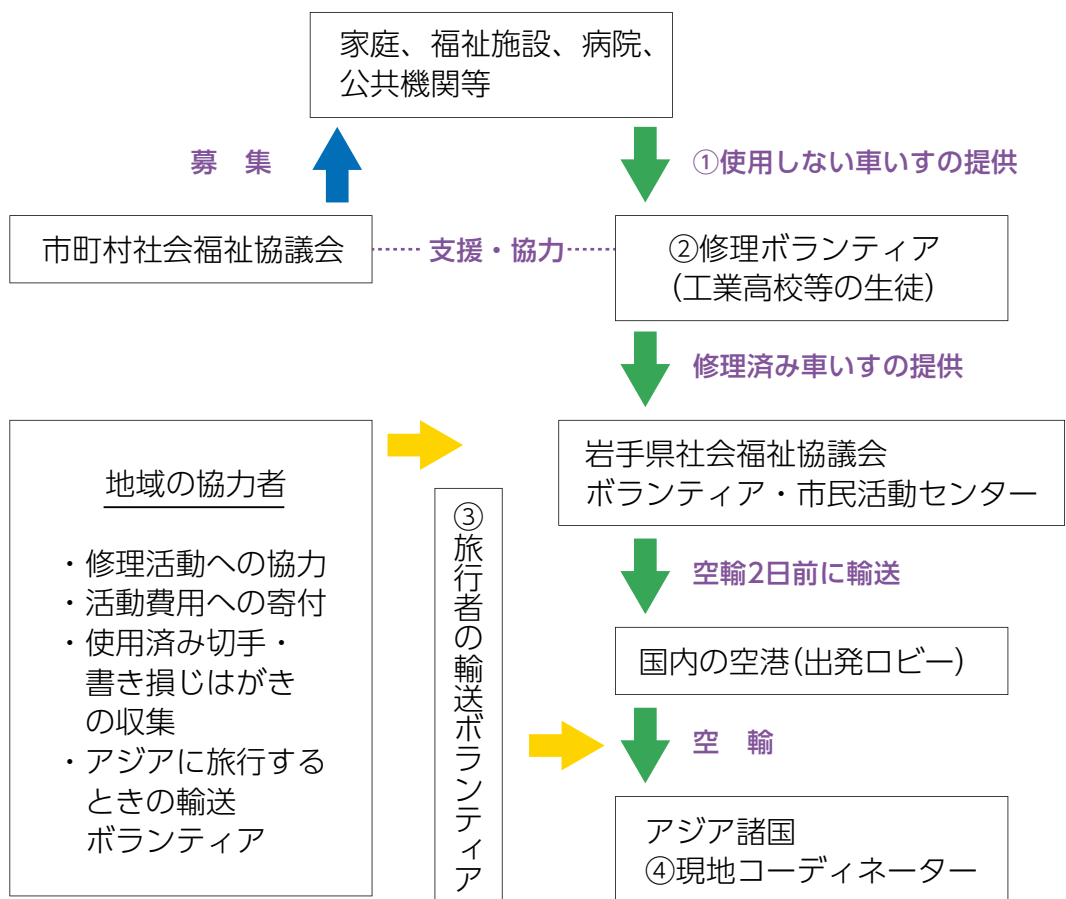 家庭、福祉施設、病院、
公共機関等
募　集
①使用しない車いすの提供
市町村社会福祉協議会
支援・協力
②修理ボランティア
(工業高校等の生徒)
修理済み車いすの提供
岩手県社会福祉協議会
ボランティア・市民活動センター
地域の協力者
・修理活動への協力
・活動費用への寄付
・使用済み切手・
書き損じはがき
の収集
・アジアに旅行する
ときの輸送
ボランティア
③旅行者の輸送ボランティア
空輸2日前に輸送
国内の空港(出発ロビー)
空　輸
アジア諸国
④現地コーディネーター